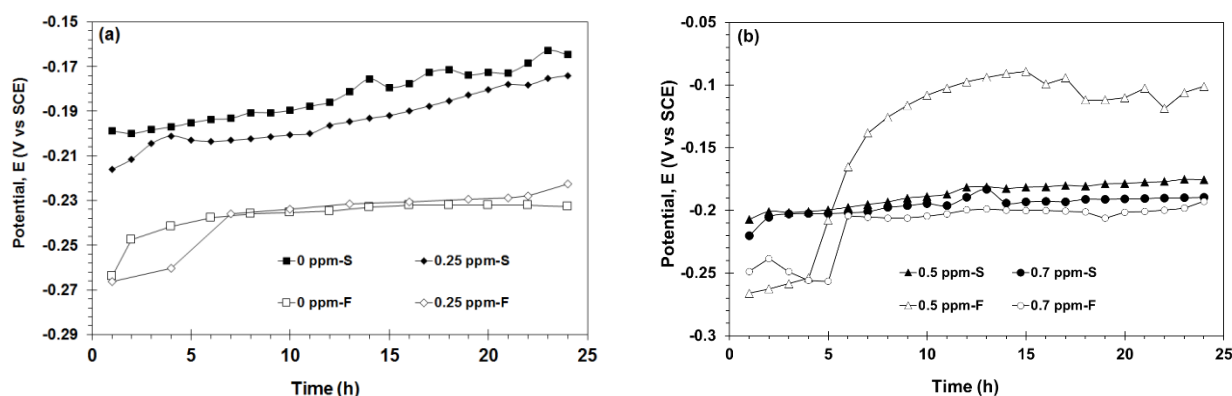 (a)
Potential, E (V vs SCE)
-0.15
-0.17
-0.19
-0.21
-0.23
-0.25
-0.27
-0.29
0 ppm-S
0.25 ppm-S
0 ppm-F
0.25 ppm-F
0 5 10 15 20 25
Time (h)
(b)
Potential, E (V vs SCE)
-0.05
-0.1
-0.15
-0.2
-0.25
-0.3
0.5 ppm-S
0.7 ppm-S
0.5 ppm-F
0.7 ppm-F
0 5 10 15 20 25
Time (h)